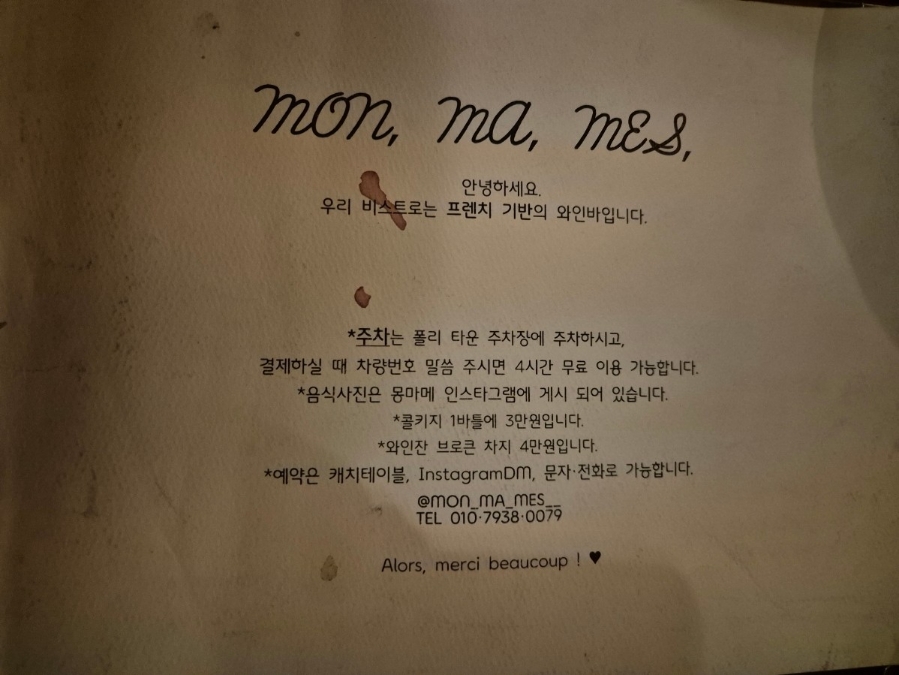 MON, MA, MES,
안녕하세요.
우리 비스트로는 프렌치 기반의 와인바입니다.
*주차는 폴리 타운 주차장에 주차하시고,
결제하실 때 차량번호 말씀 주시면 4시간 무료 이용 가능합니다.
*음식사진은 몽마메 인스타그램에 게시 되어 있습니다.
*콜키지 1바틀에 3만원입니다.
*와인잔 브로큰 차지 4만원입니다.
*예약은 캐치테이블, InstagramDM, 문자·전화로 가능합니다.
@MON_MA_MES__
TEL 010·7938·0079
Alors, merci beaucoup ! ♥